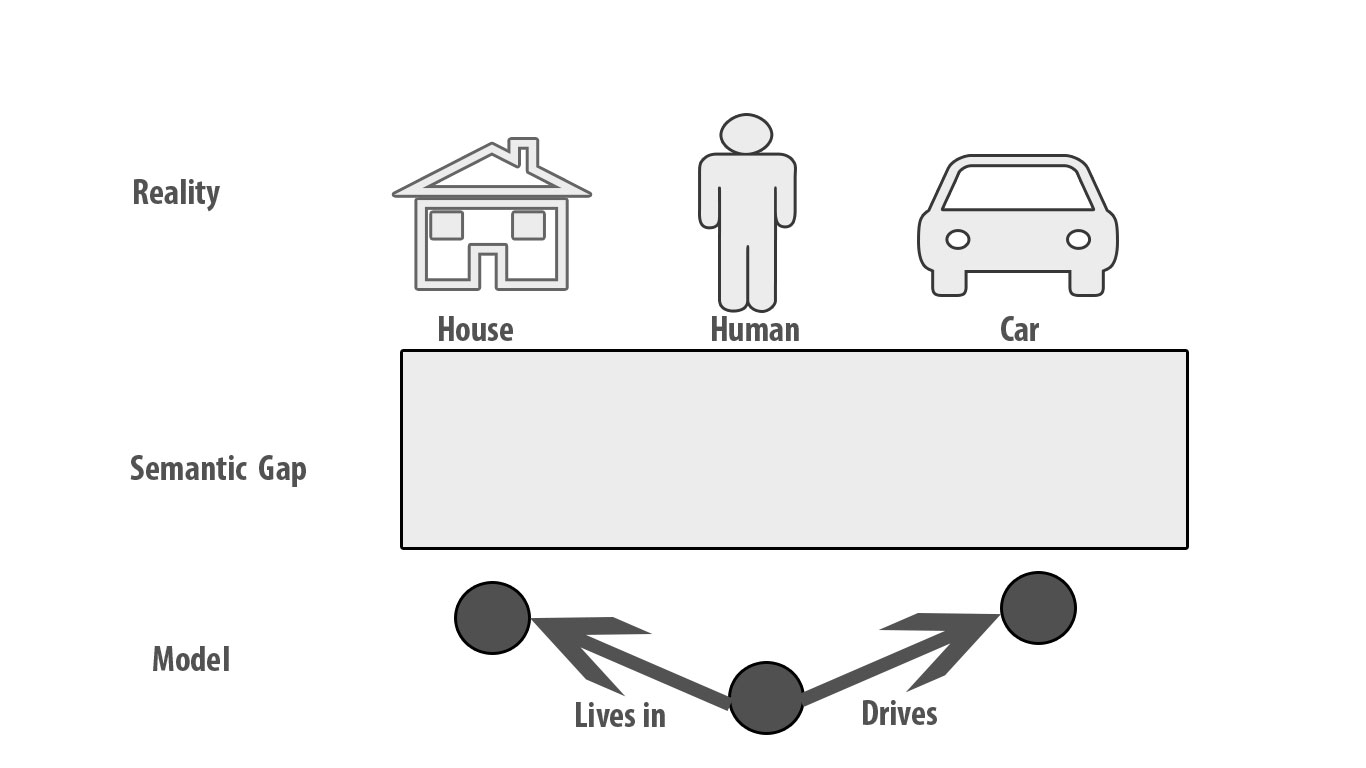 Reality
House
Human
Car
Semantic Gap
Model
Lives in
Drives